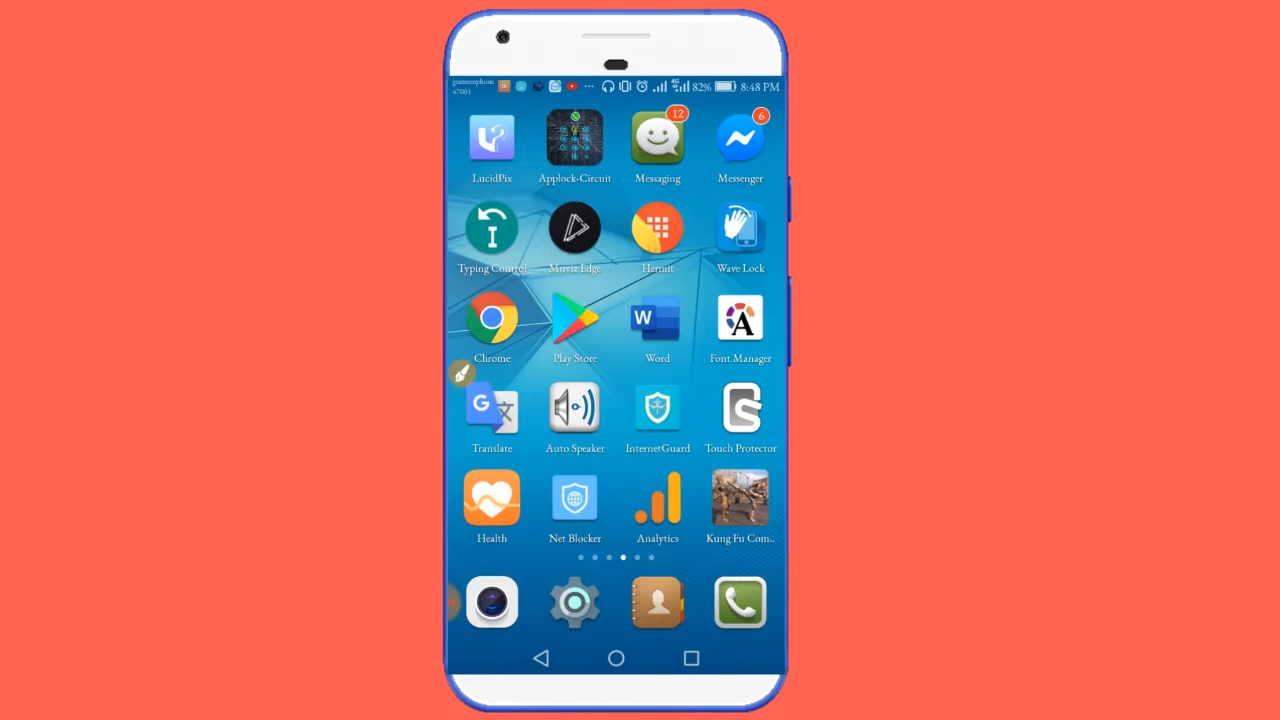 grameenphone
47001
4G
82%
8:48 PM
12
6
LucidPix
Applock-Circuit
Messaging
Messenger
Typing Control
Muviz Edge
Hermit
Wave Lock
W
A
Chrome
Play Store
Word
Font Manager
G
Translate
Auto Speaker
InternetGuard
Touch Protector
Health
Net Blocker
Analytics
Kung Fu Com..